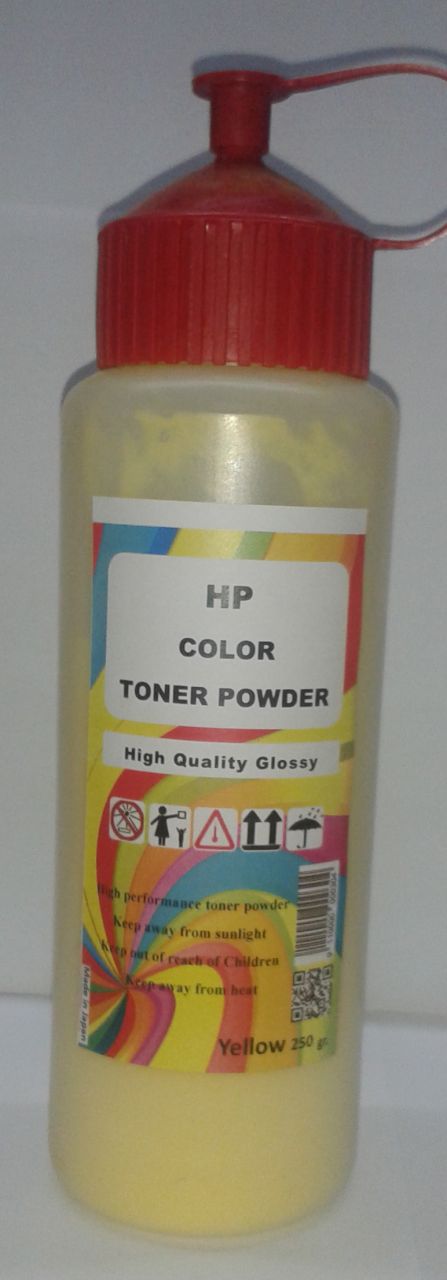 HP
COLOR
TONER POWDER
High Quality Glossy
High performance toner powder
Keep away from sunlight
Keep out of reach of Children
Keep away from heat
Made in Japan
Yellow 250 gr.